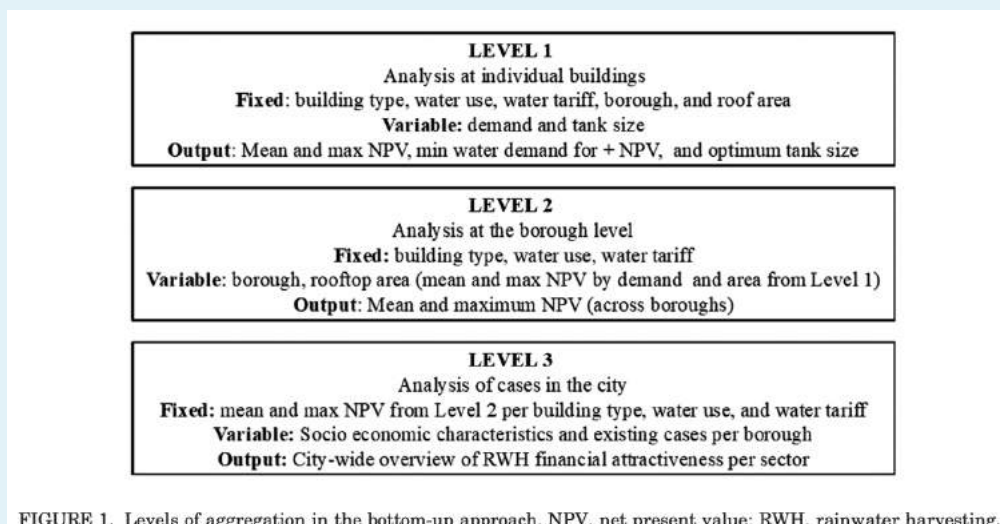 LEVEL 1
Analysis at individual buildings
Fixed: building type, water use, water tariff, borough, and roof area
Variable: demand and tank size
Output: Mean and max NPV, min water demand for + NPV, and optimum tank size
LEVEL 2
Analysis at the borough level
Fixed: building type, water use, water tariff
Variable: borough, rooftop area (mean and max NPV by demand and area from Level 1)
Output: Mean and maximum NPV (across boroughs)
LEVEL 3
Analysis of cases in the city
Fixed: mean and max NPV from Level 2 per building type, water use, and water tariff
Variable: Socio economic characteristics and existing cases per borough
Output: City-wide overview of RWH financial attractiveness per sector
FIGURE 1. Levels of aggregation in the bottom-up approach. NPV, net present value; RWH, rainwater harvesting.